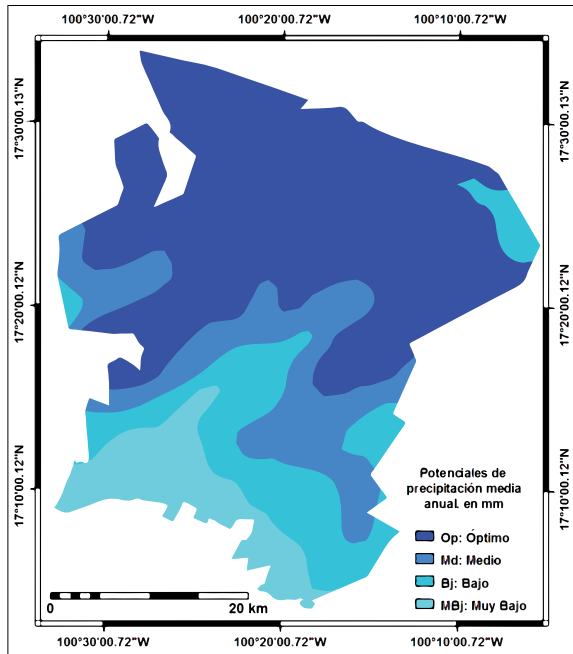 100°30'00.72"W 100°20'00.72"W 100°10'00.72"W
17°30'00.13"N
17°30'00.13"N
17°20'00.12"N
17°20'00.12"N
17°10'00.12"N
17°10'00.12"N
Potenciales de
precipitación media
anual. en mm
Op: Óptimo
Md: Medio
Bj: Bajo
MBj: Muy Bajo
0 20 km
100°30'00.72"W 100°20'00.72"W 100°10'00.72"W